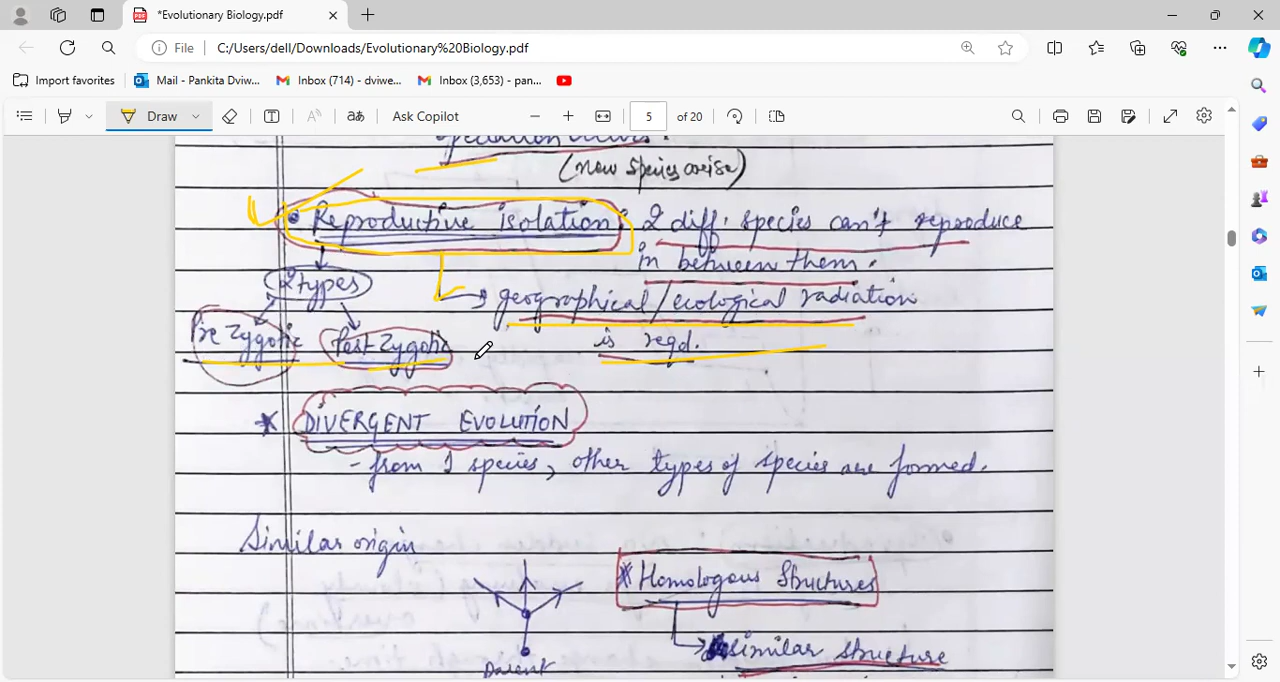 *Evolutionary Biology.pdf
File C:/Users/dell/Downloads/Evolutionary%20Biology.pdf
Import favorites Mail - Pankita Dviw... Inbox (714) - dviwe... Inbox (3,653) - pan...
Draw Ask Copilot 5 of 20
(new species arise)
• Reproductive isolation: 2 diff. species can't reproduce
in between them.
2 types → geographical/ecological radiation
is reqd.
Pre Zygotic Post Zygotic
* DIVERGENT EVOLUTION
- from 1 species, other types of species are formed.
Similar origin
* Homologous Structures
→ similar structure
Parent